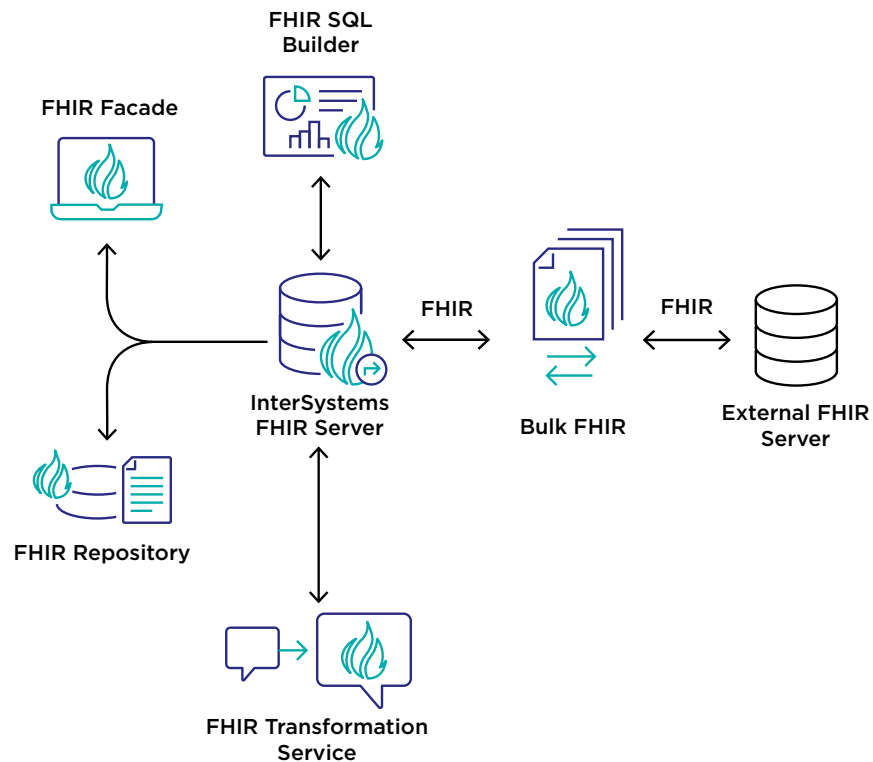 FHIR SQL
Builder
FHIR Facade
FHIR
FHIR
InterSystems
FHIR Server
Bulk FHIR
External FHIR
Server
FHIR Repository
FHIR Transformation
Service